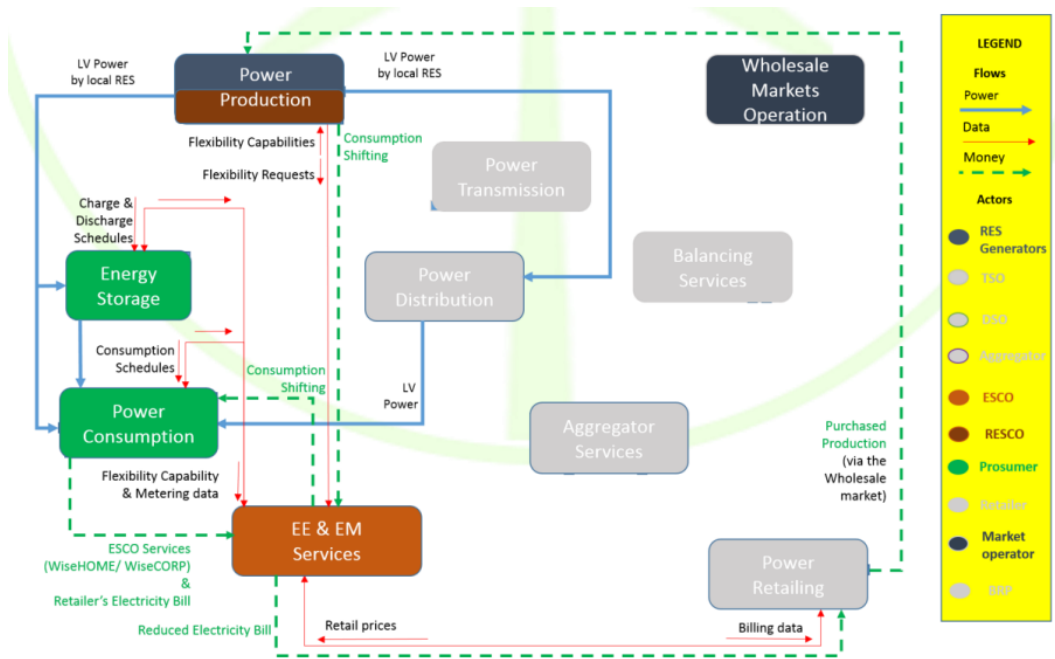 LV Power
by local RES
Power
Production
LV Power
by local RES
Wholesale
Markets
Operation
Flexibility Capabilities
Consumption
Shifting
Flexibility Requests
Power
Transmission
Charge &
Discharge
Schedules
Energy
Storage
Power
Distribution
Balancing
Services
Consumption
Schedules
Consumption
Shifting
Power
Consumption
LV
Power
Aggregator
Services
Purchased
Production
(via the
Wholesale
market)
Flexibility Capability
& Metering data
EE & EM
Services
ESCO Services
(WiseHOME/ WiseCORP)
&
Retailer's Electricity Bill
Power
Retailing
Reduced Electricity Bill
Retail prices
Billing data
LEGEND
Flows
Power
Data
Money
Actors
RES
Generators
TSO
DSO
Aggregator
ESCO
RESCO
Prosumer
Retailer
Market
operator
BRP